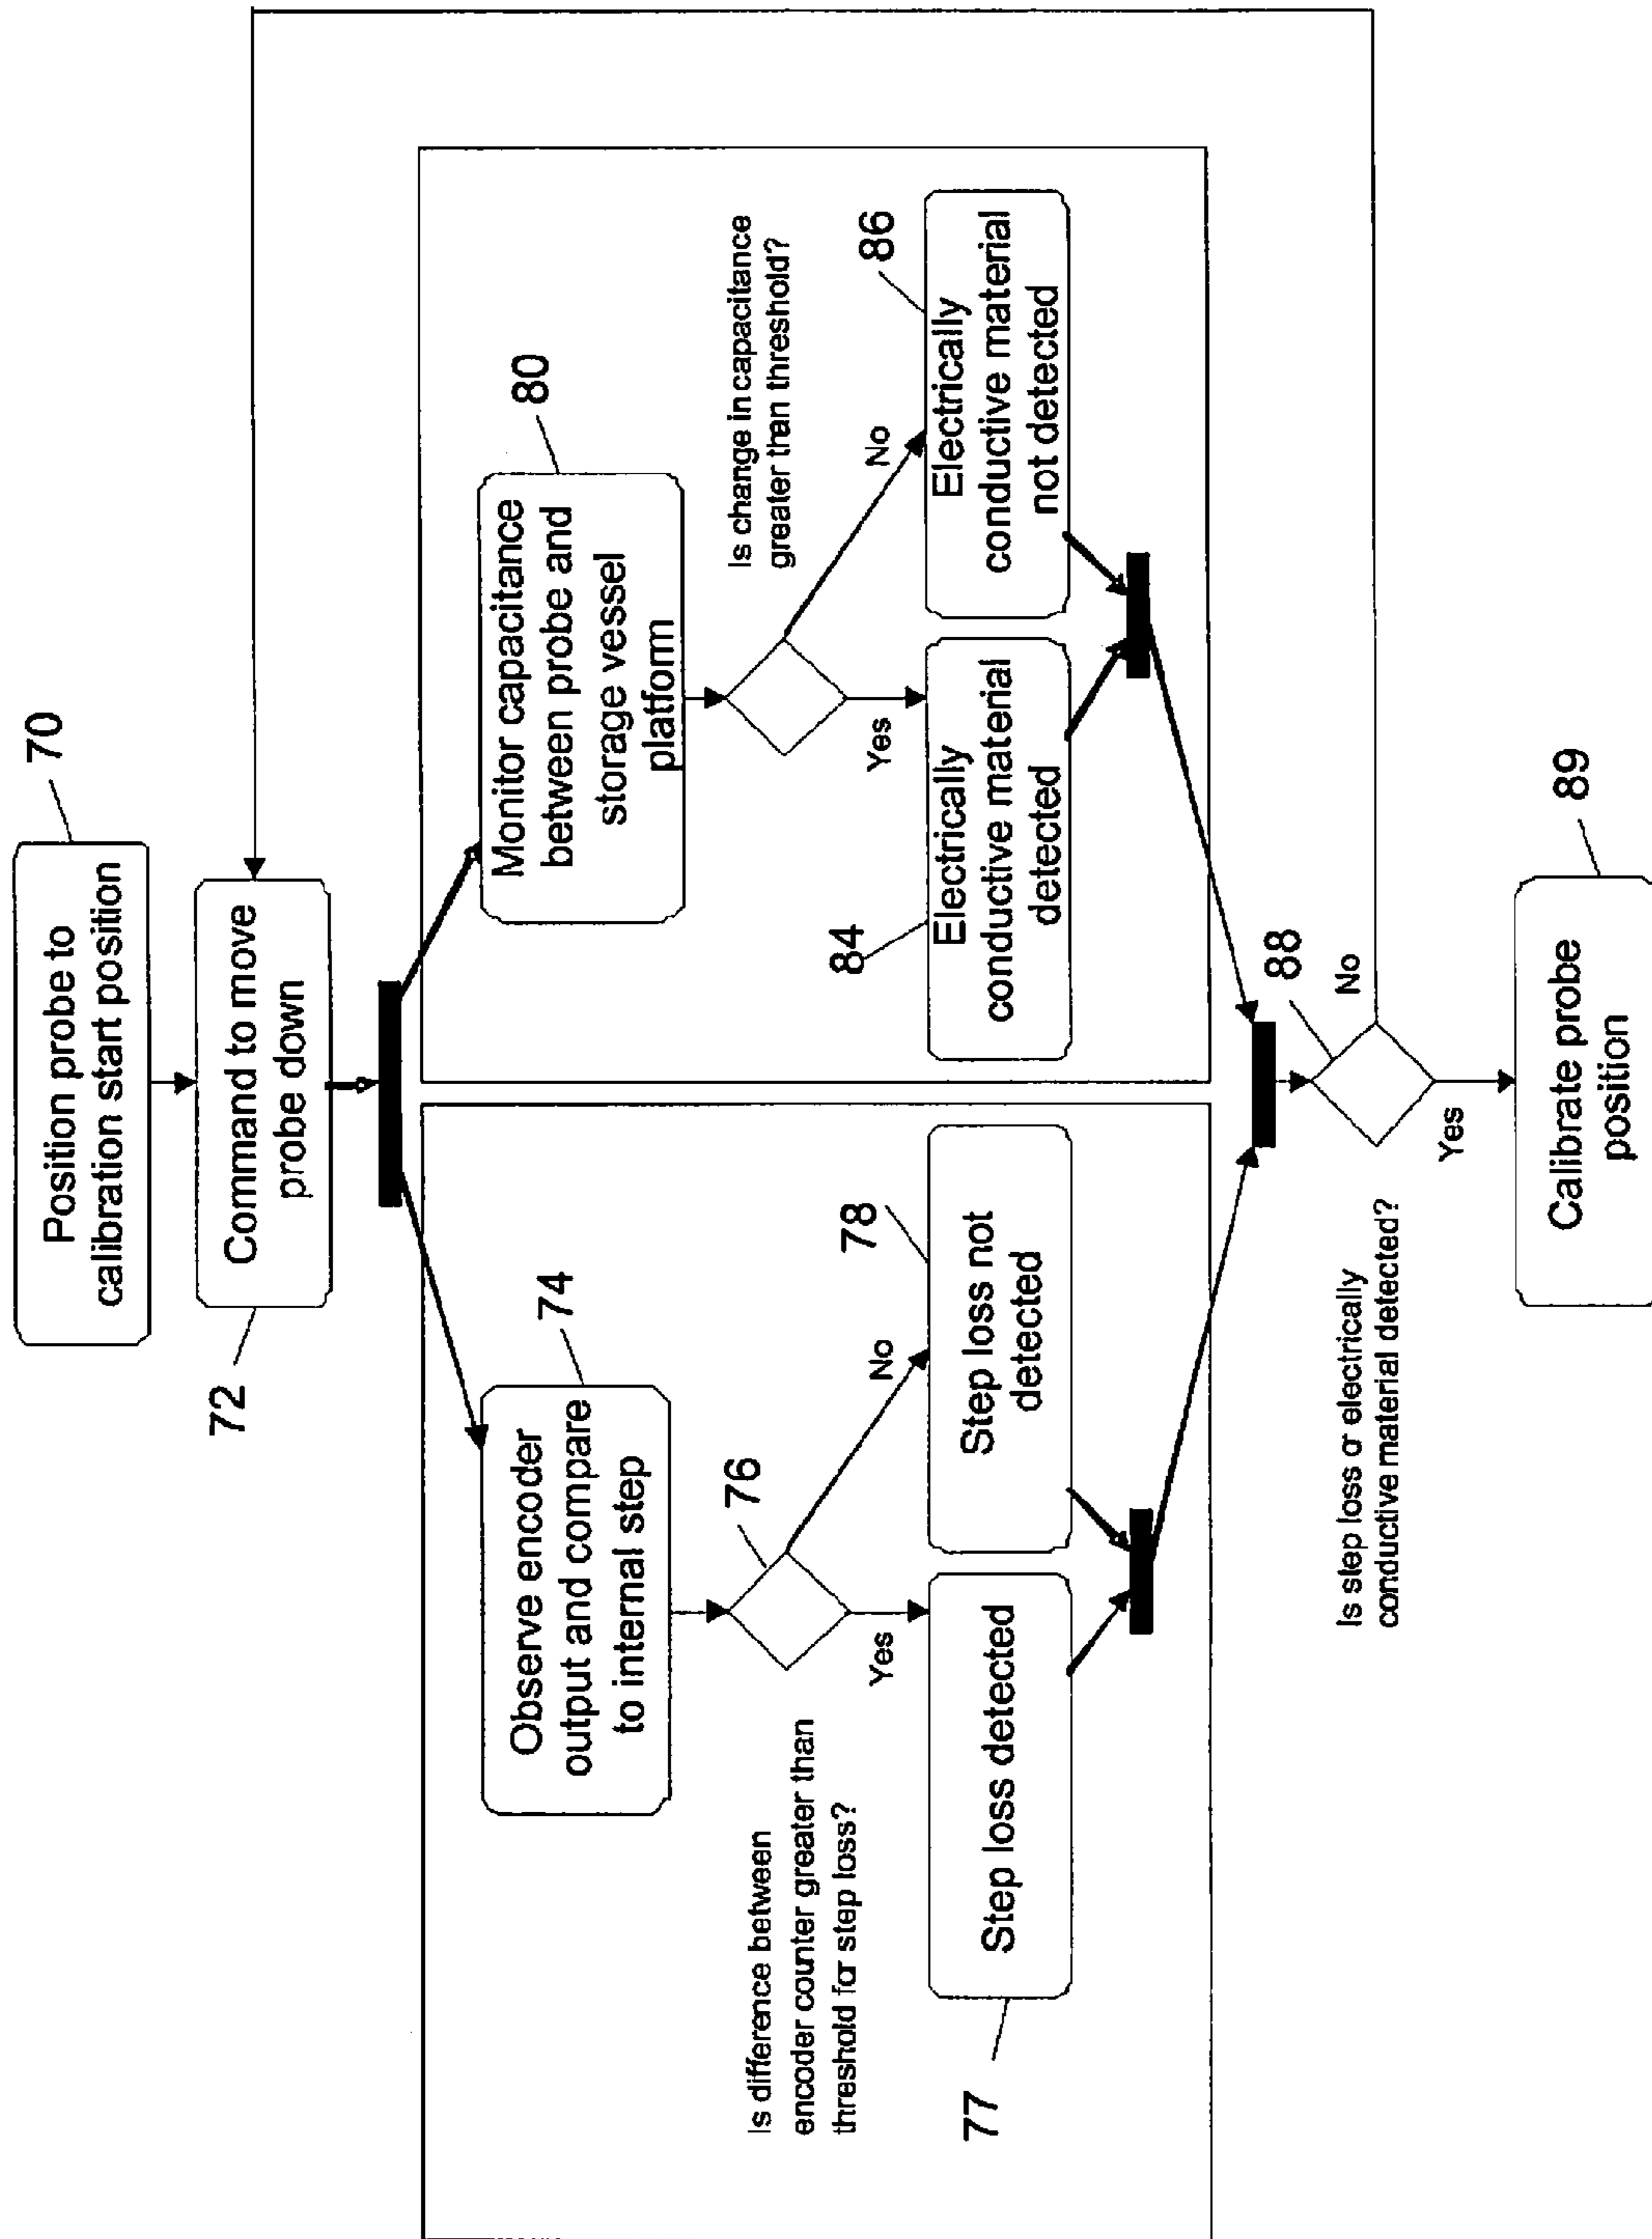 70
Position probe to
calibration start position
72
Command to move
probe down
74
Observe encoder
output and compare
to internal step
80
Monitor capacitance
between probe and
storage vessel
platform
Is difference between
encoder counter greater than
threshold for step loss?
76
Yes
No
Is change in capacitance
greater than threshold?
Yes
No
77
Step loss detected
78
Step loss not
detected
84
Electrically
conductive material
detected
86
Electrically
conductive material
not detected
Is step loss or electrically
conductive material detected?
88
No
Yes
89
Calibrate probe
position